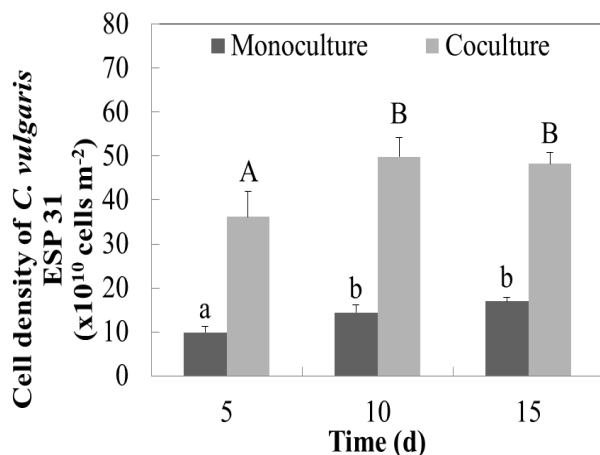 Cell density of C. vulgaris
ESP 31
(x10¹⁰ cells m⁻²)
80
70
60
50
40
30
20
10
0
Monoculture Coculture
a A
b B
b B
5 10 15
Time (d)